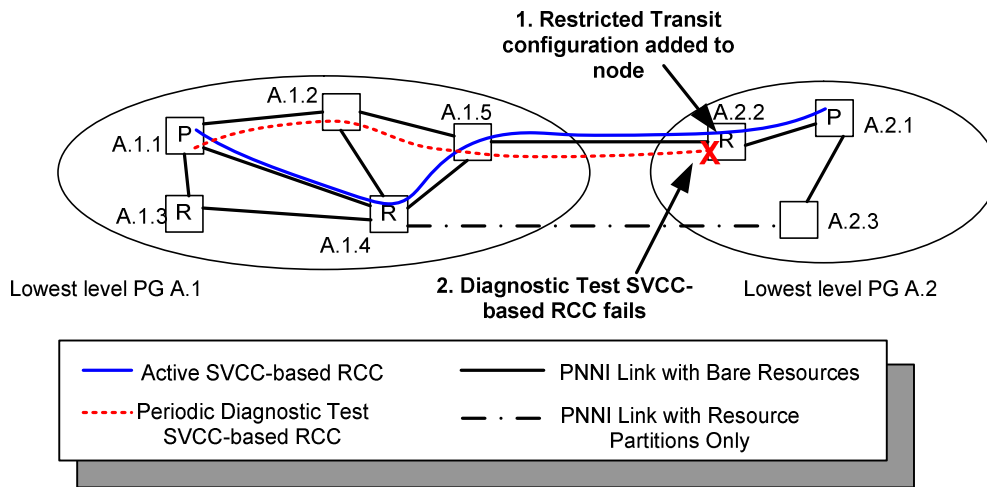 1. Restricted Transit
configuration added to
node
A.1.2
A.1.5
A.2.2
P
A.2.1
P
A.1.1
R
A.1.3
R
R
A.1.4
A.2.3
Lowest level PG A.1
2. Diagnostic Test SVCC-
based RCC fails
Lowest level PG A.2
Active SVCC-based RCC
PNNI Link with Bare Resources
Periodic Diagnostic Test
SVCC-based RCC
PNNI Link with Resource
Partitions Only